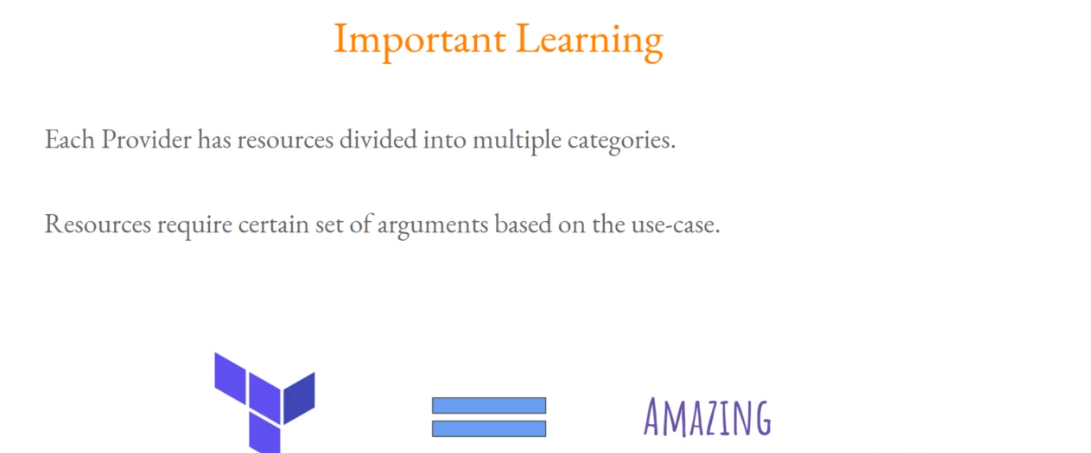 Important Learning
Each Provider has resources divided into multiple categories.
Resources require certain set of arguments based on the use-case.
AMAZING